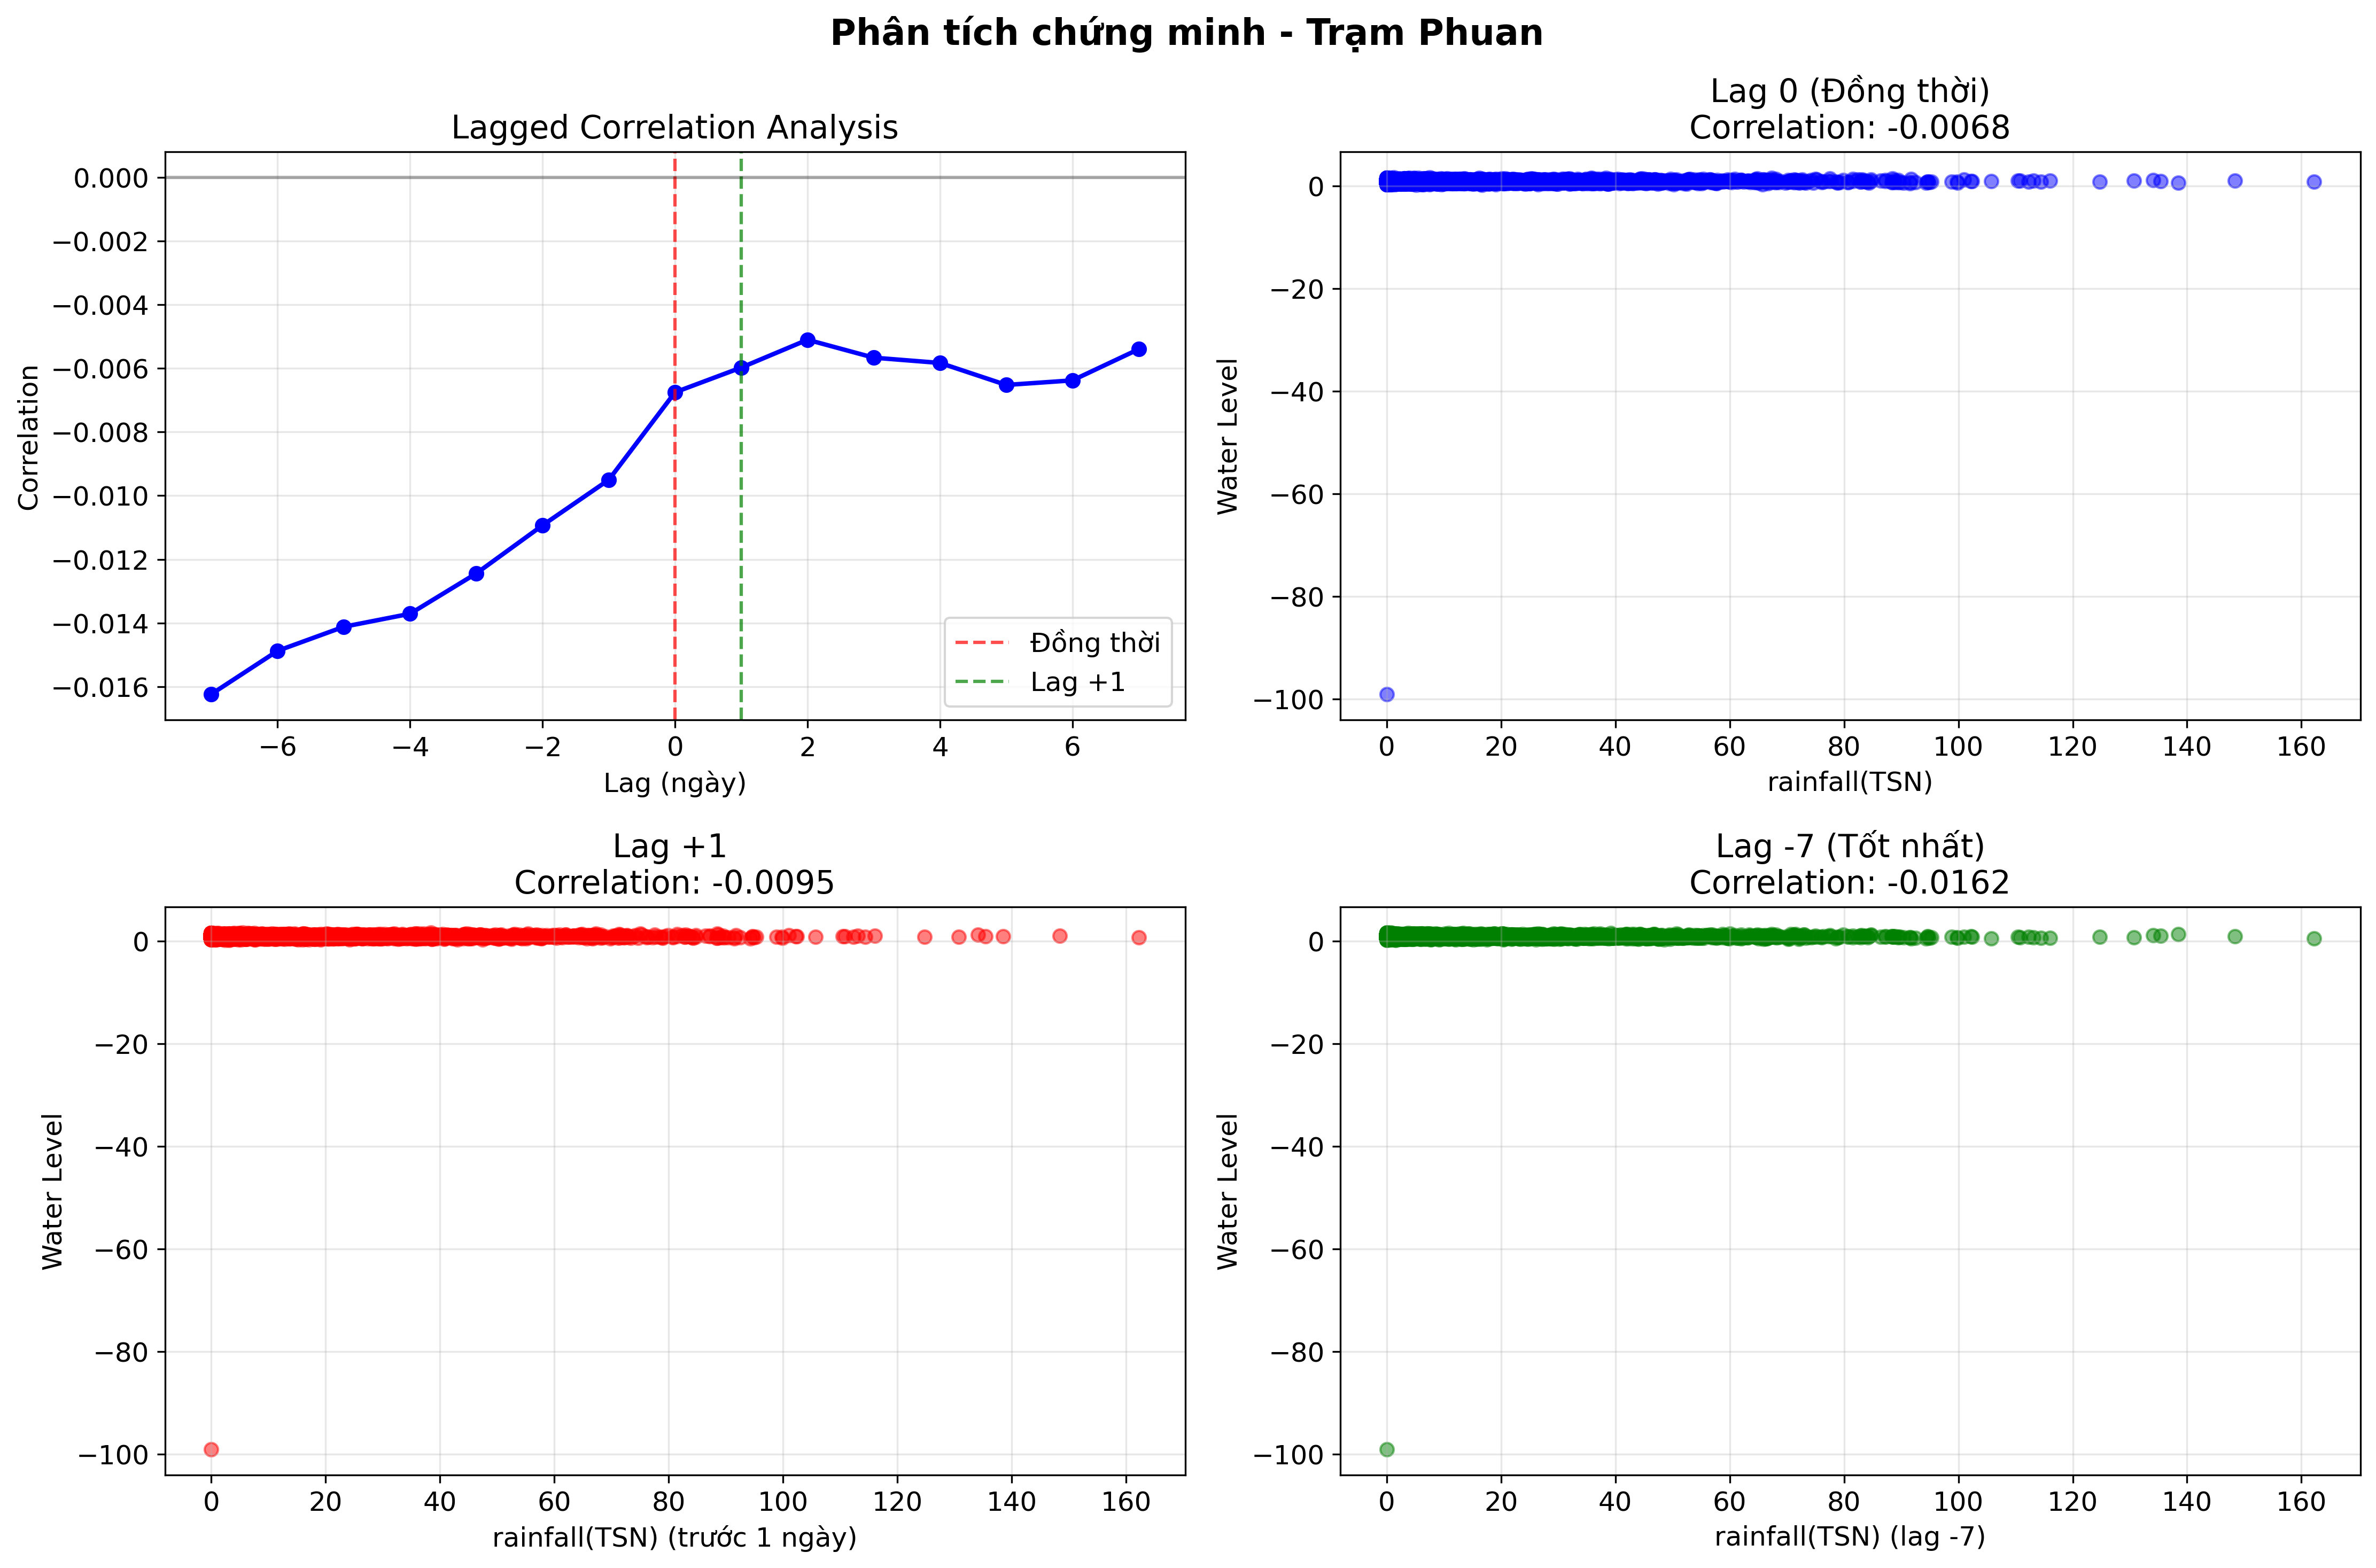 Phân tích chứng minh - Trạm Phuan
Lagged Correlation Analysis
0.000
−0.002
−0.004
−0.006
−0.008
−0.010
−0.012
−0.014
−0.016
Correlation
−6 −4 −2 0 2 4 6
Lag (ngày)
Đồng thời
Lag +1
Lag 0 (Đồng thời)
Correlation: -0.0068
0
−20
−40
−60
−80
−100
Water Level
0 20 40 60 80 100 120 140 160
rainfall(TSN)
Lag +1
Correlation: -0.0095
0
−20
−40
−60
−80
−100
Water Level
0 20 40 60 80 100 120 140 160
rainfall(TSN) (trước 1 ngày)
Lag -7 (Tốt nhất)
Correlation: -0.0162
0
−20
−40
−60
−80
−100
Water Level
0 20 40 60 80 100 120 140 160
rainfall(TSN) (lag -7)